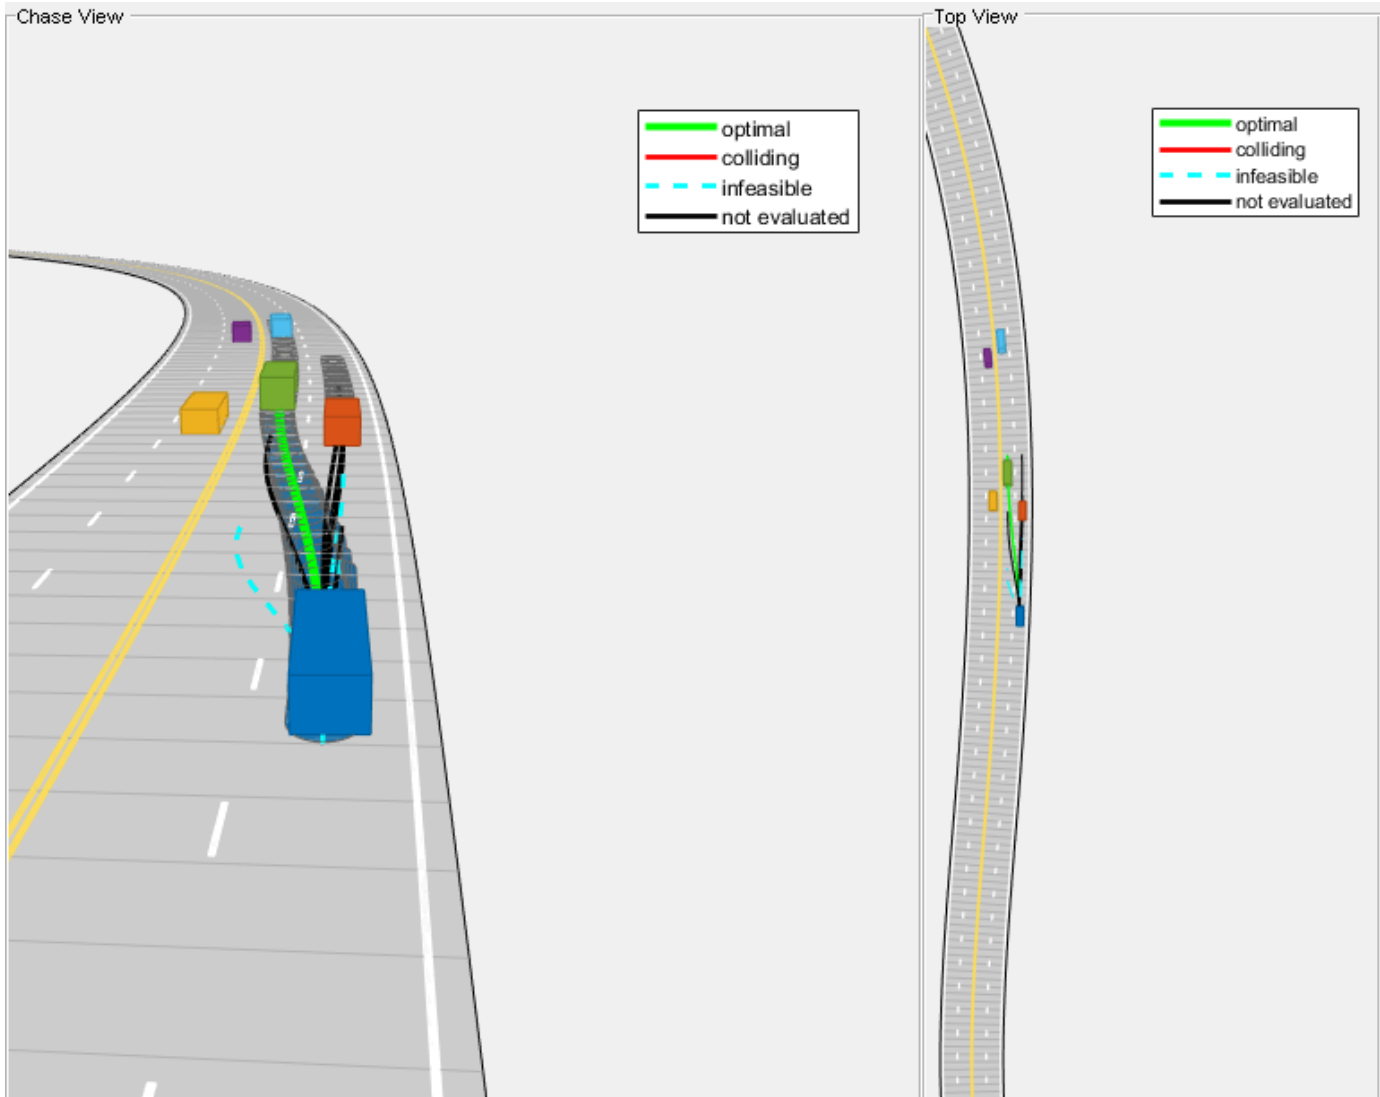 Chase View
optimal
colliding
infeasible
not evaluated
Top View
optimal
colliding
infeasible
not evaluated